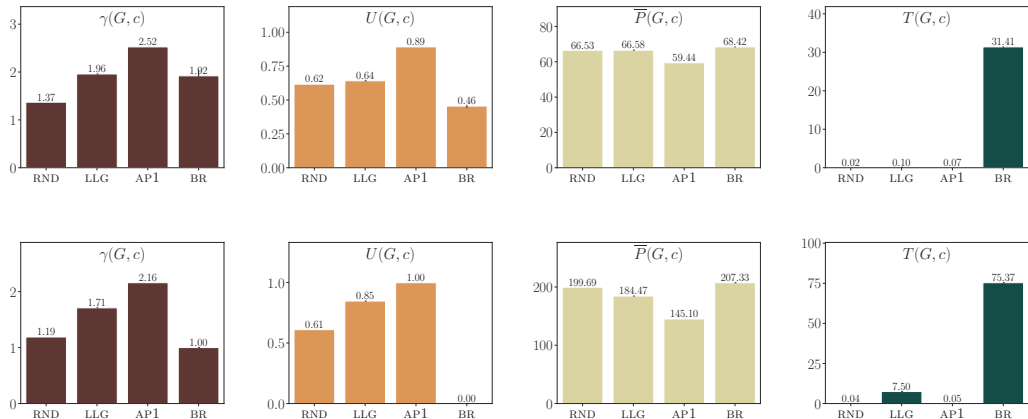 γ(G, c)
3
2
1
0
1.37
1.96
2.52
1.92
RND
LLG
AP1
BR
U(G, c)
1.00
0.75
0.50
0.25
0.00
0.62
0.64
0.89
0.46
RND
LLG
AP1
BR
P̅(G, c)
80
60
40
20
0
66.53
66.58
59.44
68.42
RND
LLG
AP1
BR
T(G, c)
40
30
20
10
0
0.02
0.10
0.07
31.41
RND
LLG
AP1
BR
γ(G, c)
2
1
0
1.19
1.71
2.16
1.00
RND
LLG
AP1
BR
U(G, c)
1.0
0.5
0.0
0.61
0.85
1.00
0.00
RND
LLG
AP1
BR
P̅(G, c)
200
100
0
199.69
184.47
145.10
207.33
RND
LLG
AP1
BR
T(G, c)
100
75
50
25
0
0.04
7.50
0.05
75.37
RND
LLG
AP1
BR